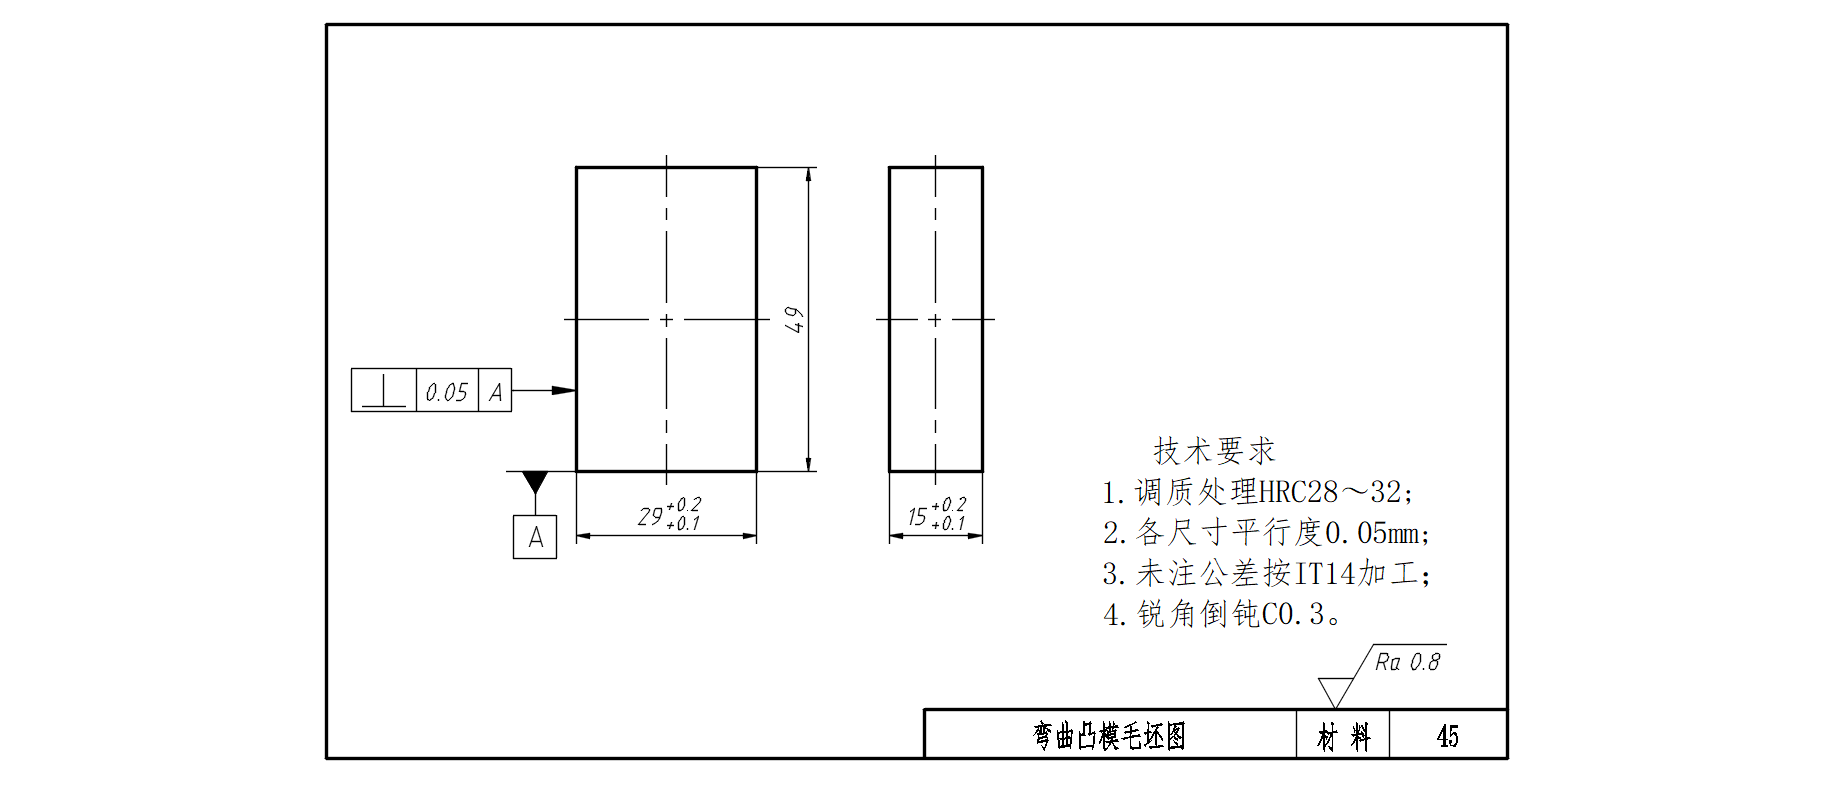 49
⊥ 0.05 A
A
29 +0.2 +0.1
15 +0.2 +0.1
技术要求
1.调质处理HRC28～32；
2.各尺寸平行度0.05mm；
3.未注公差按IT14加工；
4.锐角倒钝C0.3。
Ra 0.8
弯曲凸模毛坯图 材料 45